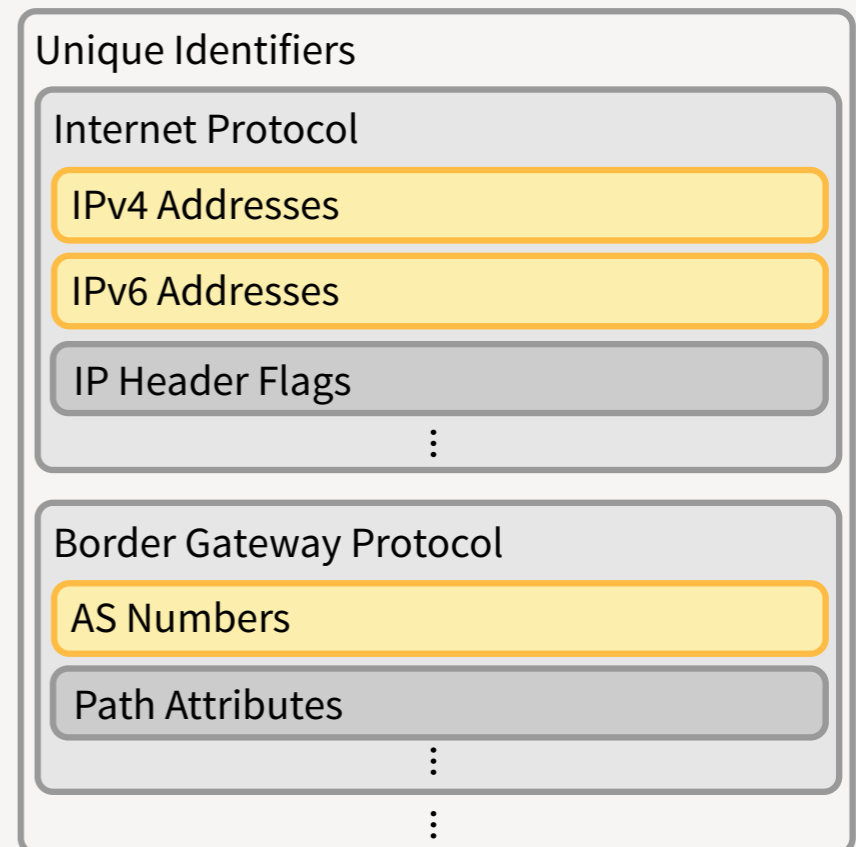 Unique Identifiers
Internet Protocol
IPv4 Addresses
IPv6 Addresses
IP Header Flags
⋮
Border Gateway Protocol
AS Numbers
Path Attributes
⋮
⋮